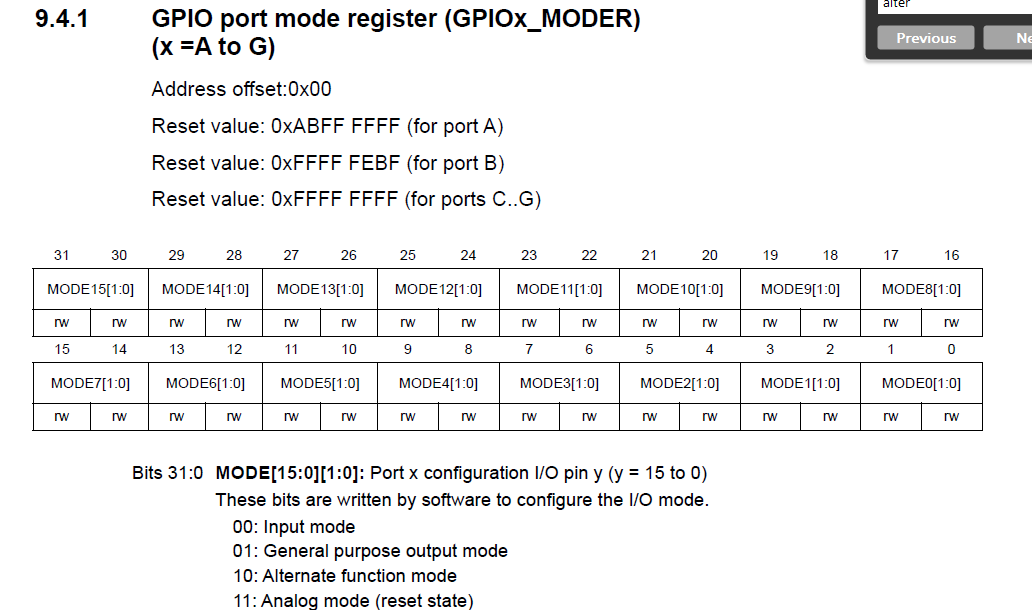 alter
Previous
9.4.1 GPIO port mode register (GPIOx_MODER)
(x =A to G)
Address offset:0x00
Reset value: 0xABFF FFFF (for port A)
Reset value: 0xFFFF FEBF (for port B)
Reset value: 0xFFFF FFFF (for ports C..G)
31 30 29 28 27 26 25 24 23 22 21 20 19 18 17 16
MODE15[1:0] MODE14[1:0] MODE13[1:0] MODE12[1:0] MODE11[1:0] MODE10[1:0] MODE9[1:0] MODE8[1:0]
rw rw rw rw rw rw rw rw rw rw rw rw rw rw rw rw
15 14 13 12 11 10 9 8 7 6 5 4 3 2 1 0
MODE7[1:0] MODE6[1:0] MODE5[1:0] MODE4[1:0] MODE3[1:0] MODE2[1:0] MODE1[1:0] MODE0[1:0]
rw rw rw rw rw rw rw rw rw rw rw rw rw rw rw rw
Bits 31:0 MODE[15:0][1:0]: Port x configuration I/O pin y (y = 15 to 0)
These bits are written by software to configure the I/O mode.
00: Input mode
01: General purpose output mode
10: Alternate function mode
11: Analog mode (reset state)